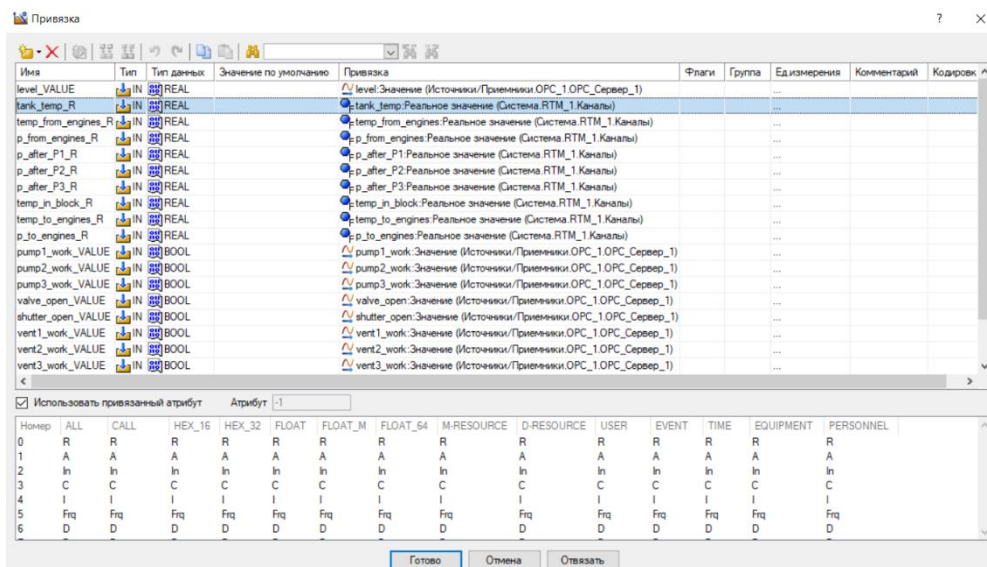 Привязка ? ×
Имя Тип Тип данных Значение по умолчанию Привязка Флаги Группа Ед.измерения Комментарий Кодировк
level_VALUE IN REAL level:Значение (Источники/Приемники.OPC_1.OPC_Сервер_1) ...
tank_temp_R IN REAL tank_temp:Реальное значение (Система.RTM_1.Каналы) ...
temp_from_engines_R IN REAL temp_from_engines:Реальное значение (Система.RTM_1.Каналы) ...
p_from_engines_R IN REAL p_from_engines:Реальное значение (Система.RTM_1.Каналы) ...
p_after_P1_R IN REAL p_after_P1:Реальное значение (Система.RTM_1.Каналы) ...
p_after_P2_R IN REAL p_after_P2:Реальное значение (Система.RTM_1.Каналы) ...
p_after_P3_R IN REAL p_after_P3:Реальное значение (Система.RTM_1.Каналы) ...
temp_in_block_R IN REAL temp_in_block:Реальное значение (Система.RTM_1.Каналы) ...
temp_to_engines_R IN REAL temp_to_engines:Реальное значение (Система.RTM_1.Каналы) ...
p_to_engines_R IN REAL p_to_engines:Реальное значение (Система.RTM_1.Каналы) ...
pump1_work_VALUE IN BOOL pump1_work:Значение (Источники/Приемники.OPC_1.OPC_Сервер_1) ...
pump2_work_VALUE IN BOOL pump2_work:Значение (Источники/Приемники.OPC_1.OPC_Сервер_1) ...
pump3_work_VALUE IN BOOL pump3_work:Значение (Источники/Приемники.OPC_1.OPC_Сервер_1) ...
valve_open_VALUE IN BOOL valve_open:Значение (Источники/Приемники.OPC_1.OPC_Сервер_1) ...
shutter_open_VALUE IN BOOL shutter_open:Значение (Источники/Приемники.OPC_1.OPC_Сервер_1) ...
vent1_work_VALUE IN BOOL vent1_work:Значение (Источники/Приемники.OPC_1.OPC_Сервер_1) ...
vent2_work_VALUE IN BOOL vent2_work:Значение (Источники/Приемники.OPC_1.OPC_Сервер_1) ...
vent3_work_VALUE IN BOOL vent3_work:Значение (Источники/Приемники.OPC_1.OPC_Сервер_1) ...
Использовать привязанный атрибут Атрибут -1
Номер ALL CALL HEX_16 HEX_32 FLOAT FLOAT_M FLOAT_64 M-RESOURCE D-RESOURCE USER EVENT TIME EQUIPMENT PERSONNEL
0 R R R R R R R R R R R R R R
1 A A A A A A A A A A A A A A
2 In In In In In In In In In In In In In In
3 C C C C C C C C C C C C C C
4 I I I I I I I I I I I I I I
5 Frq Frq Frq Frq Frq Frq Frq Frq Frq Frq Frq Frq Frq Frq
6 D D D D D D D D D D D D D D
Готово Отмена Отвязать